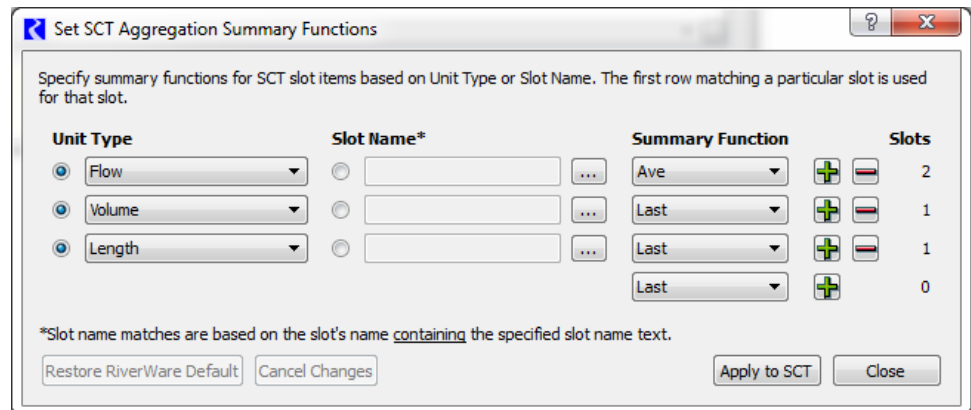 Set SCT Aggregation Summary Functions
Specify summary functions for SCT slot items based on Unit Type or Slot Name. The first row matching a particular slot is used
for that slot.
Unit Type Slot Name* Summary Function Slots
Flow ... Ave 2
Volume ... Last 1
Length ... Last 1
Last 0
*Slot name matches are based on the slot's name containing the specified slot name text.
Restore RiverWare Default Cancel Changes Apply to SCT Close